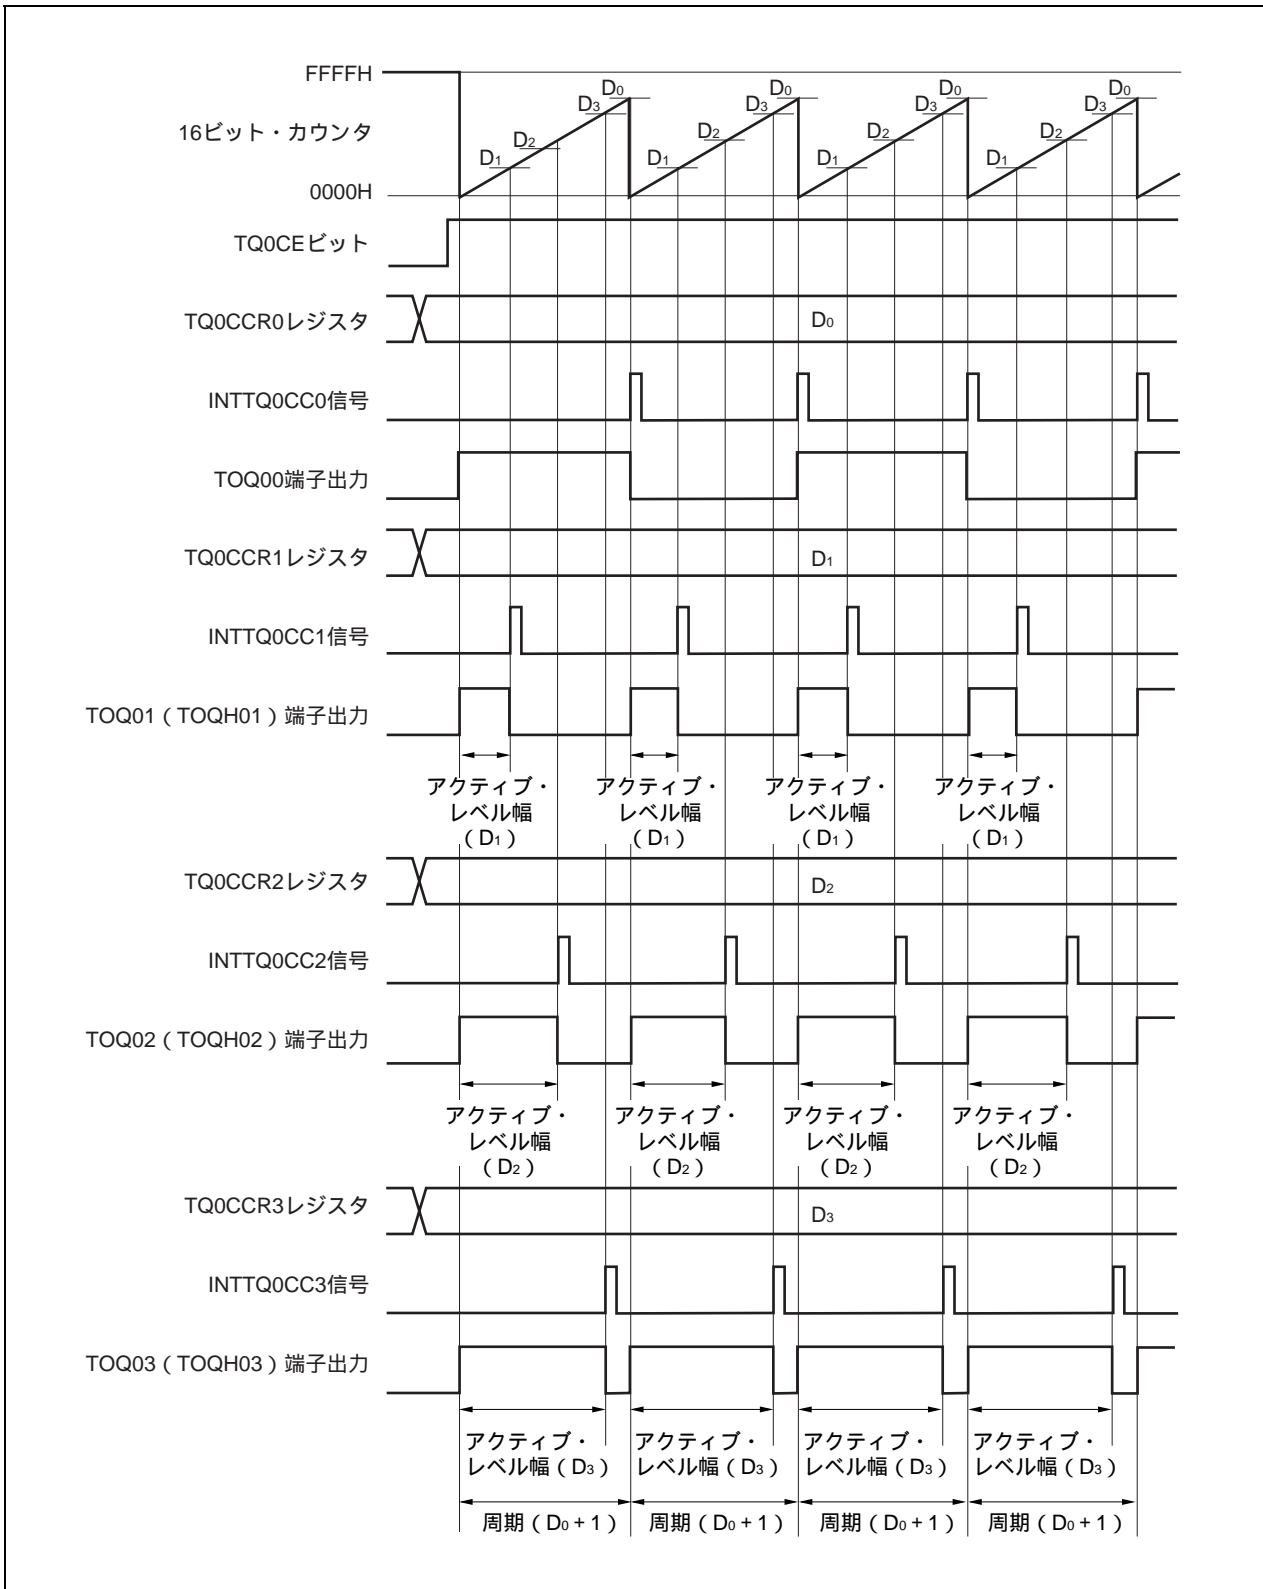 FFFFH
D0 D0 D0 D0
D3 D3 D3 D3
16ビット・カウンタ
D2 D2 D2 D2
D1 D1 D1 D1
0000H
TQ0CEビット
TQ0CCR0レジスタ D0
INTTQ0CC0信号
TOQ00端子出力
TQ0CCR1レジスタ D1
INTTQ0CC1信号
TOQ01（TOQH01）端子出力
アクティブ・ アクティブ・ アクティブ・ アクティブ・
レベル幅 レベル幅 レベル幅 レベル幅
（D1） （D1） （D1） （D1）
TQ0CCR2レジスタ D2
INTTQ0CC2信号
TOQ02（TOQH02）端子出力
アクティブ・ アクティブ・ アクティブ・ アクティブ・
レベル幅 レベル幅 レベル幅 レベル幅
（D2） （D2） （D2） （D2）
TQ0CCR3レジスタ D3
INTTQ0CC3信号
TOQ03（TOQH03）端子出力
アクティブ・ アクティブ・ アクティブ・ アクティブ・
レベル幅（D3） レベル幅（D3） レベル幅（D3） レベル幅（D3）
周期（D0 + 1） 周期（D0 + 1） 周期（D0 + 1） 周期（D0 + 1）